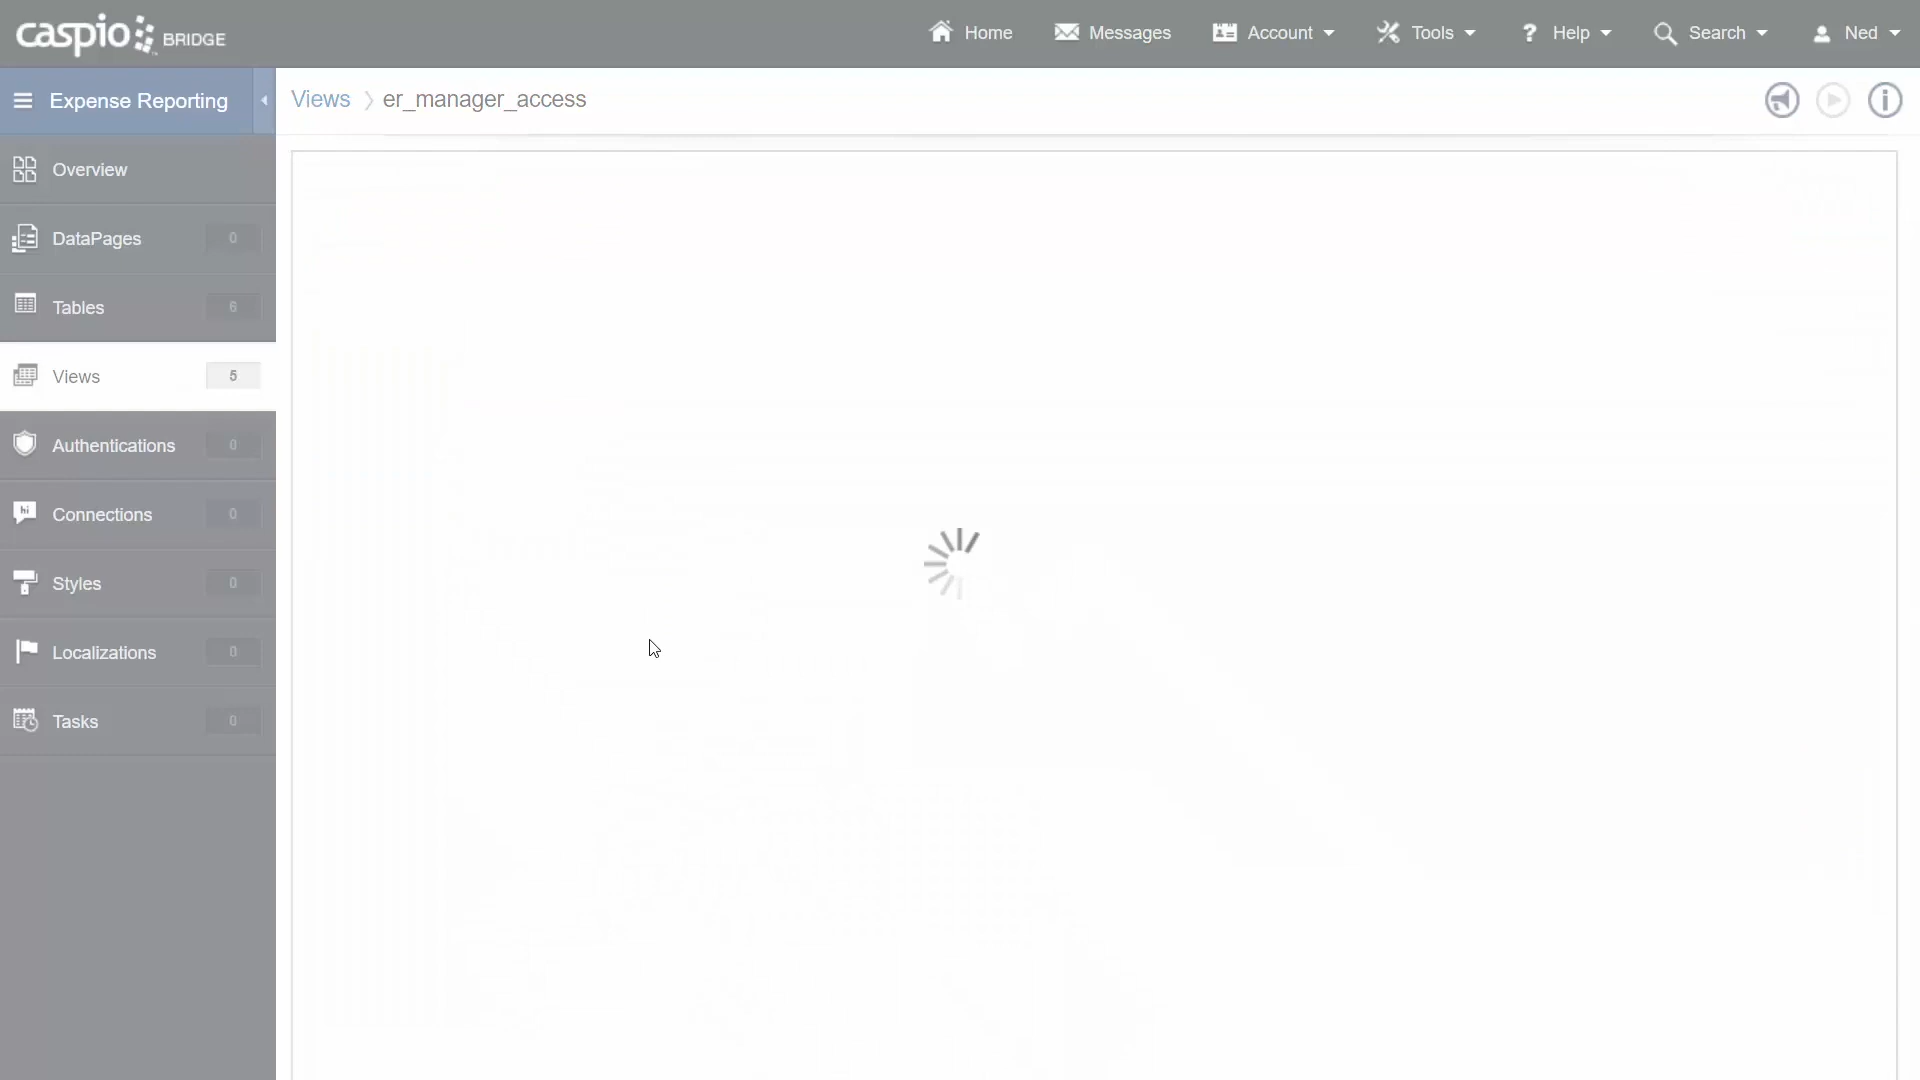 caspio BRIDGE
Home
Messages
Account
Tools
? Help
Search
Ned
Expense Reporting
Views > er_manager_access
Overview
DataPages 0
Tables 6
Views 5
Authentications 0
hi Connections 0
Styles 0
Localizations 0
Tasks 0